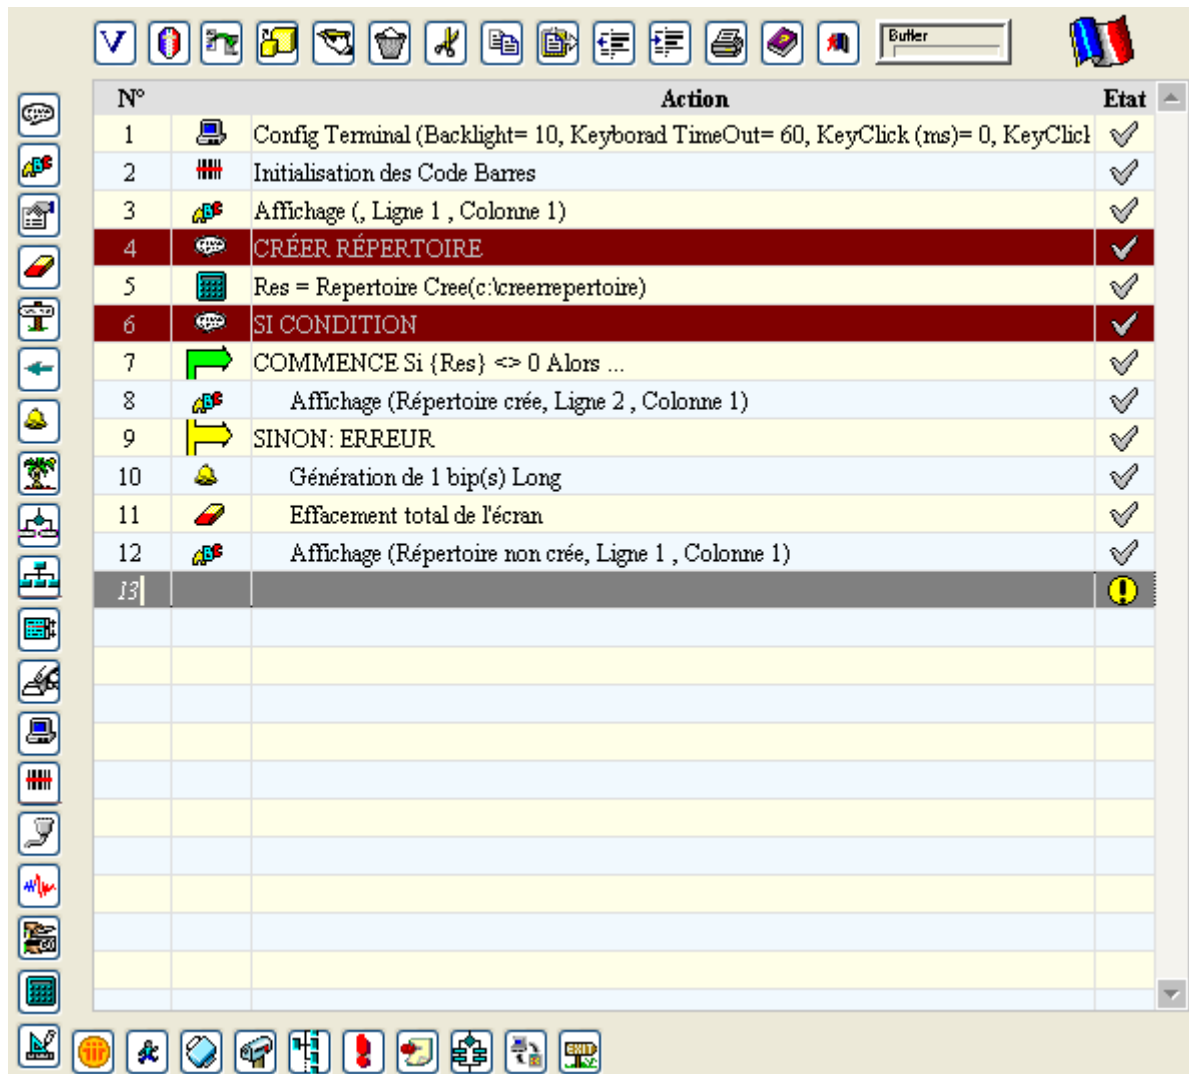 Butler
N° Action Etat
1 Config Terminal (Backlight= 10, Keyborad TimeOut= 60, KeyClick (ms)= 0, KeyClick
2 Initialisation des Code Barres
3 Affichage (, Ligne 1 , Colonne 1)
4 CRÉER RÉPERTOIRE
5 Res = Repertoire Cree(c:\creerrepertoire)
6 SI CONDITION
7 COMMENCE Si {Res} <> 0 Alors ...
8 Affichage (Répertoire crée, Ligne 2 , Colonne 1)
9 SINON: ERREUR
10 Génération de 1 bip(s) Long
11 Effacement total de l'écran
12 Affichage (Répertoire non crée, Ligne 1 , Colonne 1)
13